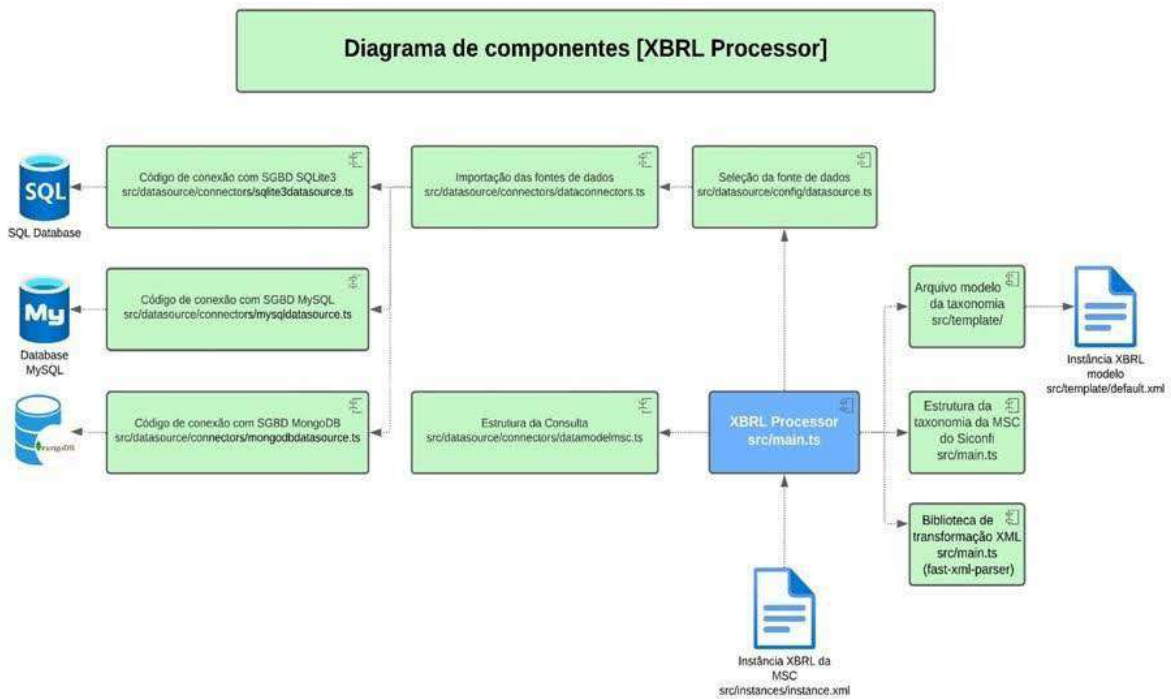 Diagrama de componentes [XBRL Processor]
SQL
SQL Database
Código de conexão com SGBD SQLite3
src/datasource/connectors/sqlite3datasource.ts
Importação das fontes de dados
src/datasource/connectors/dataconnectors.ts
Seleção da fonte de dados
src/datasource/config/datasource.ts
My
Database
MySQL
Código de conexão com SGBD MySQL
src/datasource/connectors/mysqldatasource.ts
Arquivo modelo
da taxonomia
src/template/
Instância XBRL
modelo
src/template/default.xml
mongoDB
Código de conexão com SGBD MongoDB
src/datasource/connectors/mongodbdatasource.ts
Estrutura da Consulta
src/datasource/connectors/datamodelmsc.ts
XBRL Processor
src/main.ts
Estrutura da
taxonomia da MSC
do Siconfi
src/main.ts
Biblioteca de
transformação XML
src/main.ts
(fast-xml-parser)
Instância XBRL da
MSC
src/instances/instance.xml